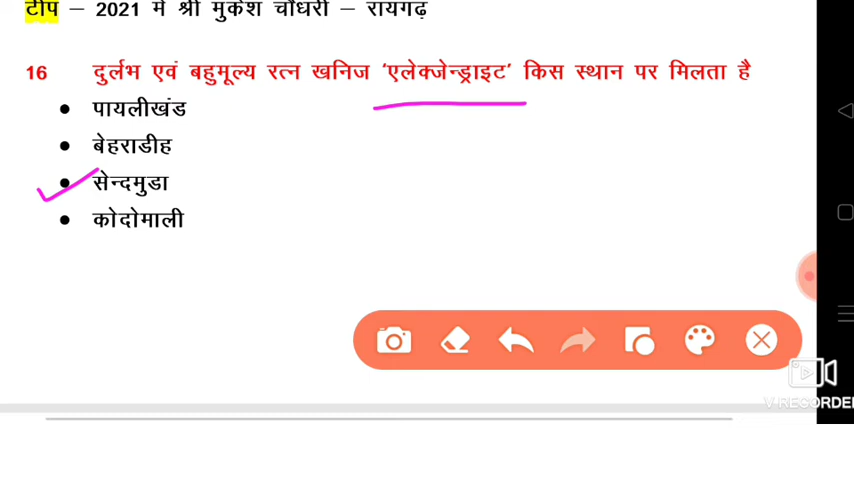 टीप – 2021 में श्री मुकेश चौधरी – रायगढ़
16 दुर्लभ एवं बहुमूल्य रत्न खनिज 'एलेक्जेन्ड्राइट' किस स्थान पर मिलता है
• पायलीखंड
• बेहराडीह
• सेन्दमुडा
• कोदोमाली
V-RECORDER